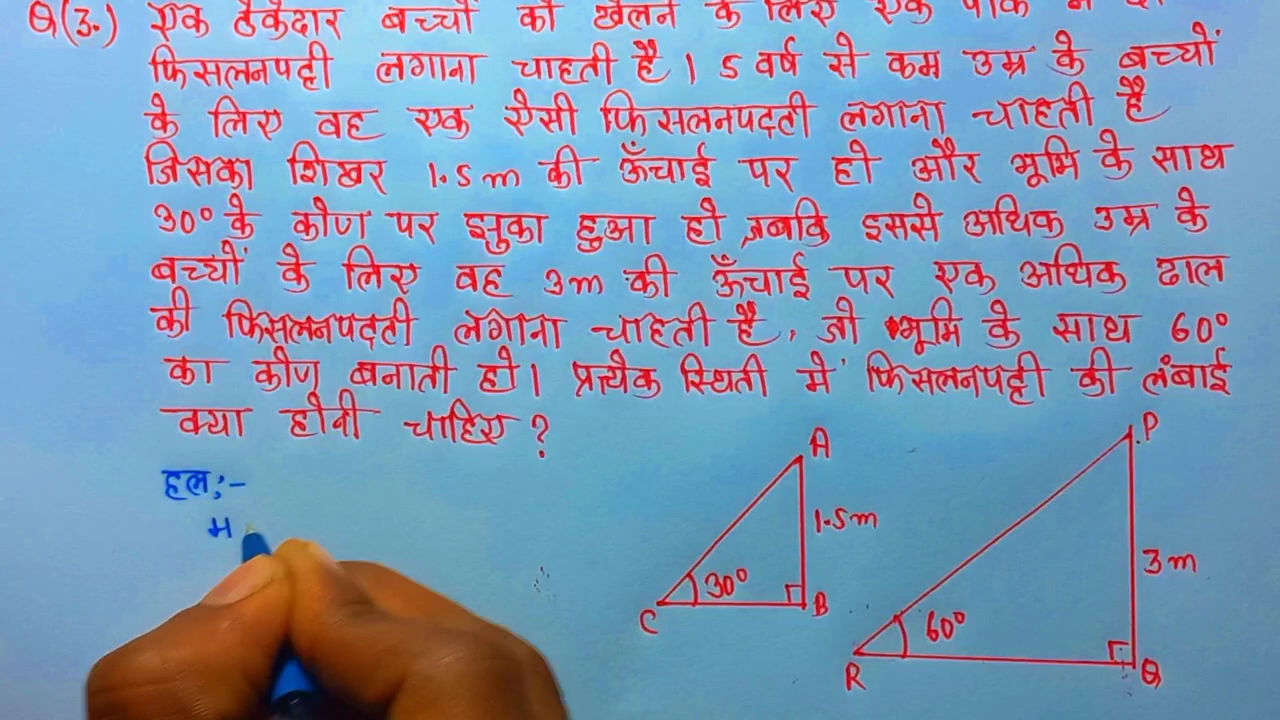 Q(3.) एक ठेकेदार बच्चों को खेलने के लिए एक पार्क में दो
फिसलनपट्टी लगाना चाहती है । 5 वर्ष से कम उम्र के बच्चों
के लिए वह एक ऐसी फिसलनपट्टी लगाना चाहती है
जिसका शिखर 1.5m की ऊँचाई पर हो और भूमि के साथ
30° के कोण पर झुका हुआ हो ,जबकि इससे अधिक उम्र के
बच्चों के लिए वह 3m की ऊँचाई पर एक अधिक ढाल
की फिसलनपट्टी लगाना चाहती है, जो भूमि के साथ 60°
का कोण बनाती हो । प्रत्येक स्थिती में फिसलनपट्टी की लंबाई
क्या होनी चाहिए ?
हल:-
म
A
1.5m
30°
C
B
P
3m
60°
R
Q